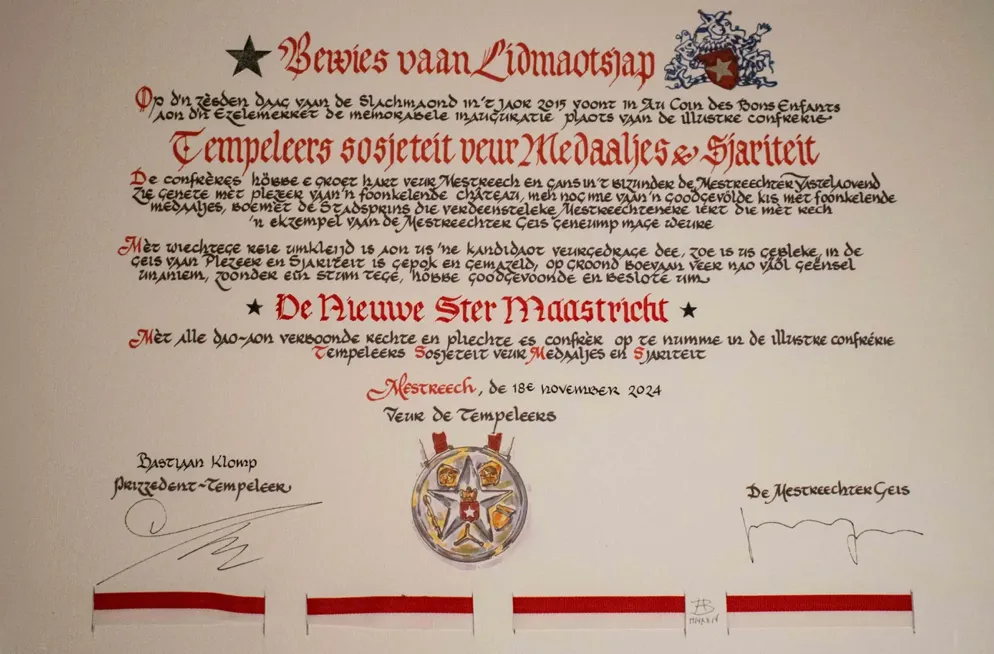 Bewies vaan Lidmaotsjap
Op d'n zèsden daag vaan de Slachmaond in 't jaor 2015 voont in Au Coin des Bons Enfants
aon d'n Ezelemerret de memorabele inauguratie plaots vaan de illustre confrerie
Tempeleers sosjeteit veur Medaaljes & Sjariteit
De confrères höbbe e groet hart veur Mestreech en gans in 't bizunder de Mestreechter Vastelaovend
Zie genete mèt plezeer vaan 'n foonkelende château, meh nog mie vaan 'n goodgevölde kis mèt foonkelende
medaaljes, boemèt de Stadsprins die verdeensteleke Mestreechtenere iert die mèt rech
'n ekzempel vaan de Mestreechter Geis geneump mage weure
Mèt wiechtege reie umkleijd is aon us 'ne kandidaot veurgedrage dee, zoe is us gebleke, in de
geis vaan Plezeer en Sjariteit is gepok en gemazeld, op groond boevaan veer nao väöl geënsel
unaniem, zonder ein stum tege, höbbe goodgevoonde en beslote um
De Nieuwe Ster Maastricht
Mèt alle dao-aon verboonde rechte en pliechte es confrèr op te numme in de illustre confrérie
Tempeleers Sosjeteit veur Medaaljes en Sjariteit
Mestreech, de 18e november 2024
Veur de Tempeleers
Bastiaan Klomp
Prizzedent-Tempeleer
De Mestreechter Geis